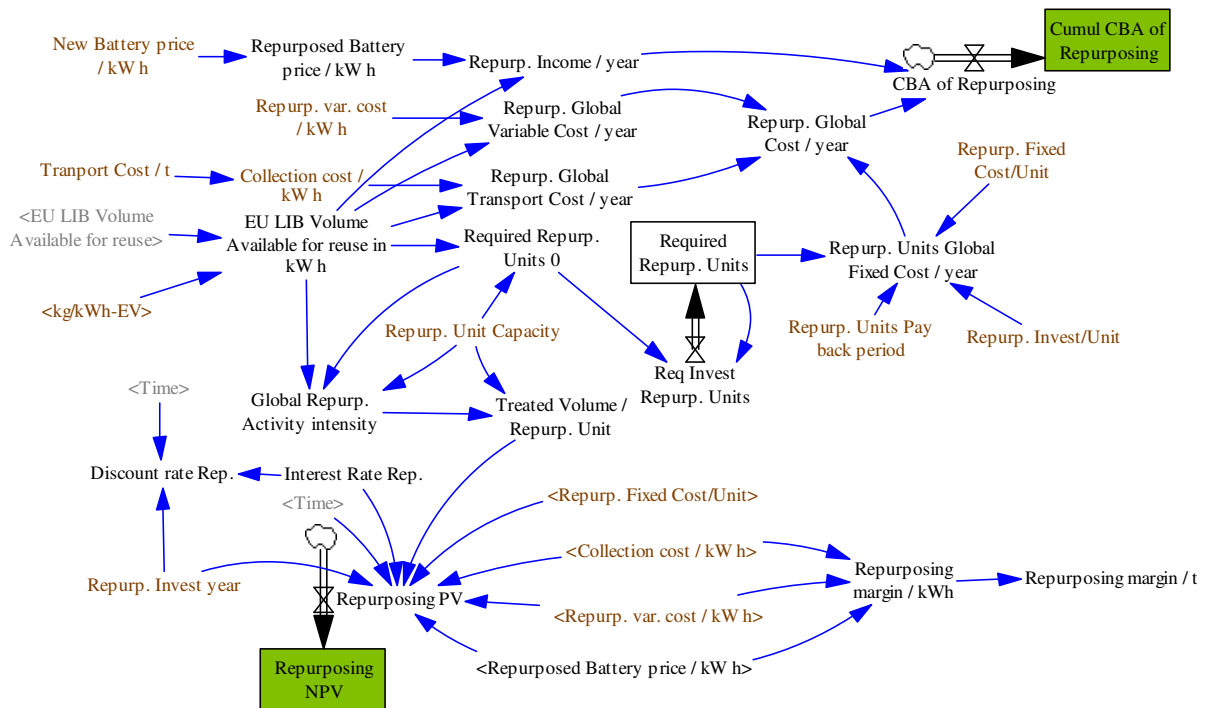 New Battery price
/ kW h
Repurposed Battery
price / kW h
Repurp. Income / year
Cumul CBA of
Repurposing
CBA of Repurposing
Repurp. var. cost
/ kW h
Repurp. Global
Variable Cost / year
Repurp. Global
Cost / year
Repurp. Fixed
Cost/Unit
Tranport Cost / t
Collection cost /
kW h
Repurp. Global
Transport Cost / year
<EU LIB Volume
Available for reuse>
EU LIB Volume
Available for reuse in
kW h
Required Repurp.
Units 0
Required
Repurp. Units
Repurp. Units Global
Fixed Cost / year
<kg/kWh-EV>
Repurp. Unit Capacity
Repurp. Units Pay
back period
Repurp. Invest/Unit
Req Invest
Repurp. Units
<Time>
Global Repurp.
Activity intensity
Treated Volume /
Repurp. Unit
Discount rate Rep.
Interest Rate Rep.
<Time>
<Repurp. Fixed Cost/Unit>
<Collection cost / kW h>
Repurp. Invest year
Repurposing PV
Repurposing
margin / kWh
Repurposing margin / t
<Repurp. var. cost / kW h>
<Repurposed Battery price / kW h>
Repurposing
NPV